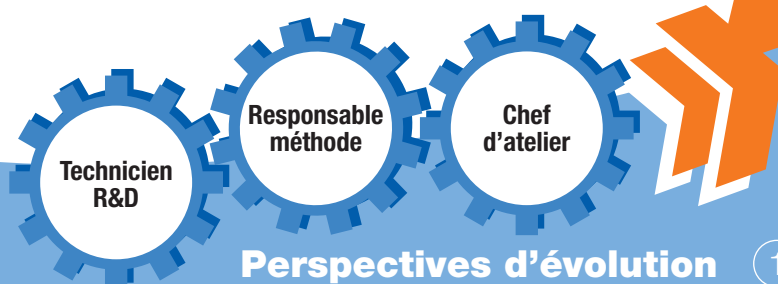 Technicien
R&D
Responsable
méthode
Chef
d'atelier
Perspectives d'évolution